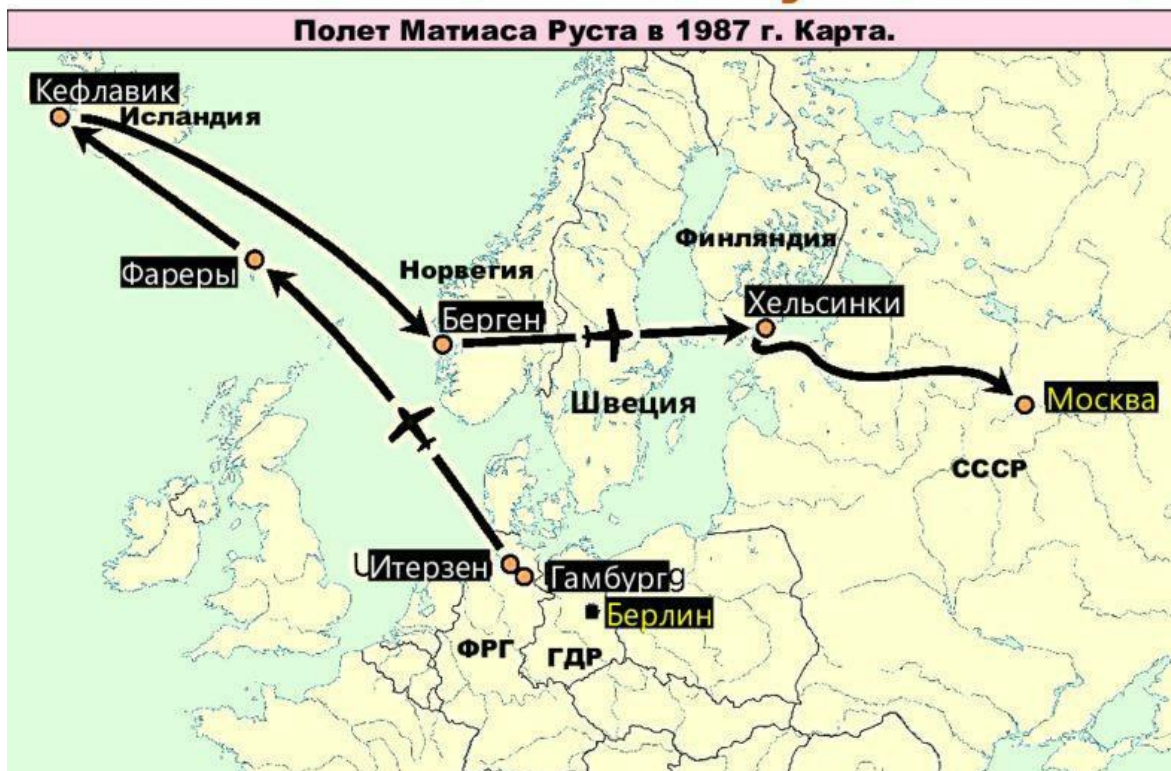 Полет Матиаса Руста в 1987 г. Карта.
Кефлавик
Исландия
Фареры
Норвегия
Финляндия
Хельсинки
Берген
Швеция
Москва
СССР
Итерзен
Гамбург
Берлин
ФРГ
ГДР